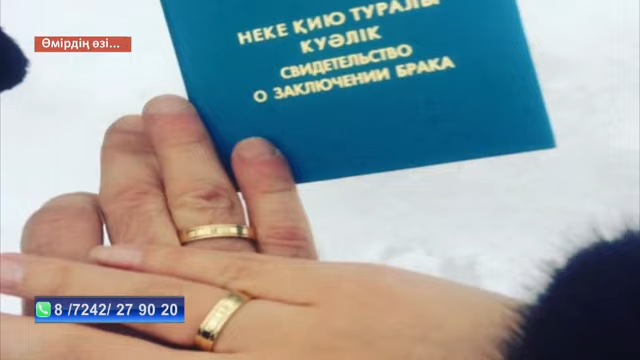 Өмірдің өзі...
НЕКЕ ҚИЮ ТУРАЛЫ
КУӘЛІК
СВИДЕТЕЛЬСТВО
О ЗАКЛЮЧЕНИИ БРАКА
8 /7242/ 27 90 20